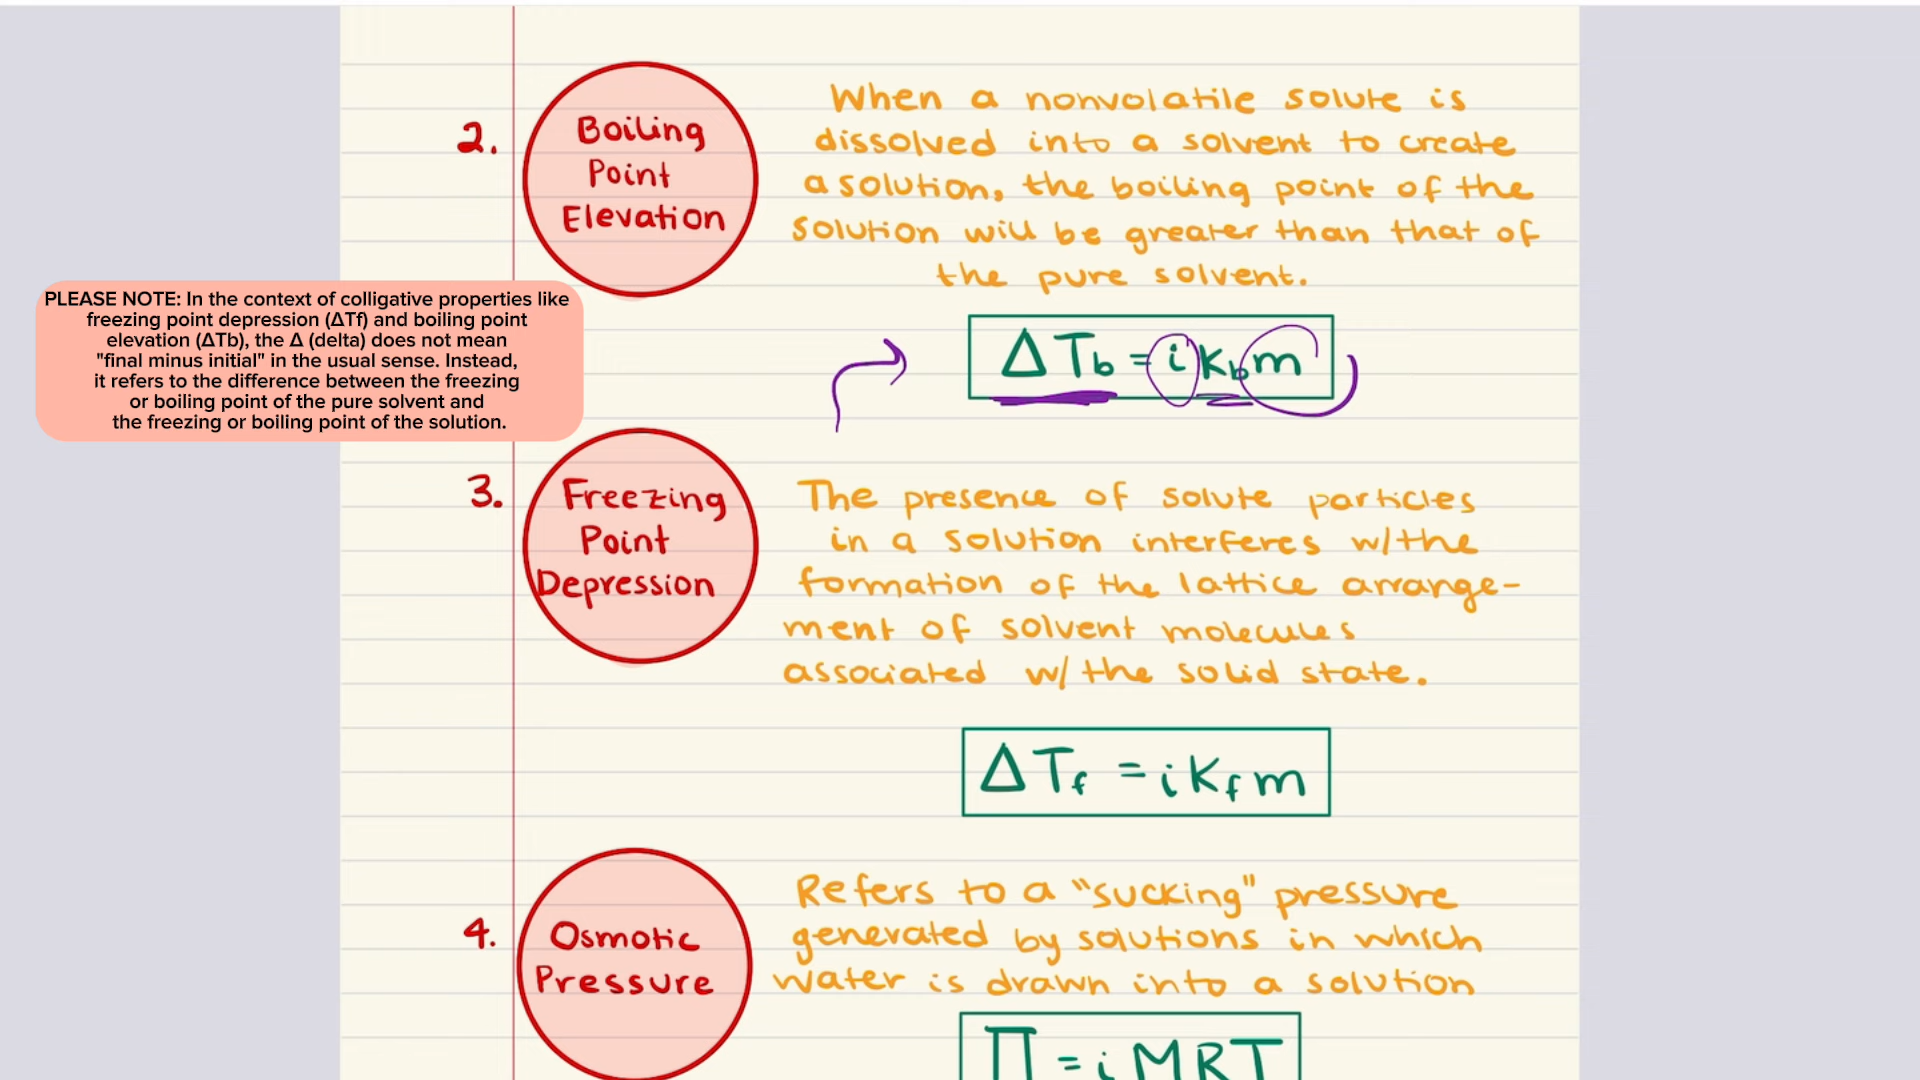 2.
Boiling
Point
Elevation
When a nonvolatile solute is
dissolved into a solvent to create
a solution, the boiling point of the
solution will be greater than that of
the pure solvent.
ΔTb = i Kb m
PLEASE NOTE: In the context of colligative properties like
freezing point depression (ΔTf) and boiling point
elevation (ΔTb), the Δ (delta) does not mean
"final minus initial" in the usual sense. Instead,
it refers to the difference between the freezing
or boiling point of the pure solvent and
the freezing or boiling point of the solution.
3.
Freezing
Point
Depression
The presence of solute particles
in a solution interferes w/the
formation of the lattice arrange-
ment of solvent molecules
associated w/the solid state.
ΔTf = i Kf m
4.
Osmotic
Pressure
Refers to a "sucking" pressure
generated by solutions in which
water is drawn into a solution
Π = i MRT